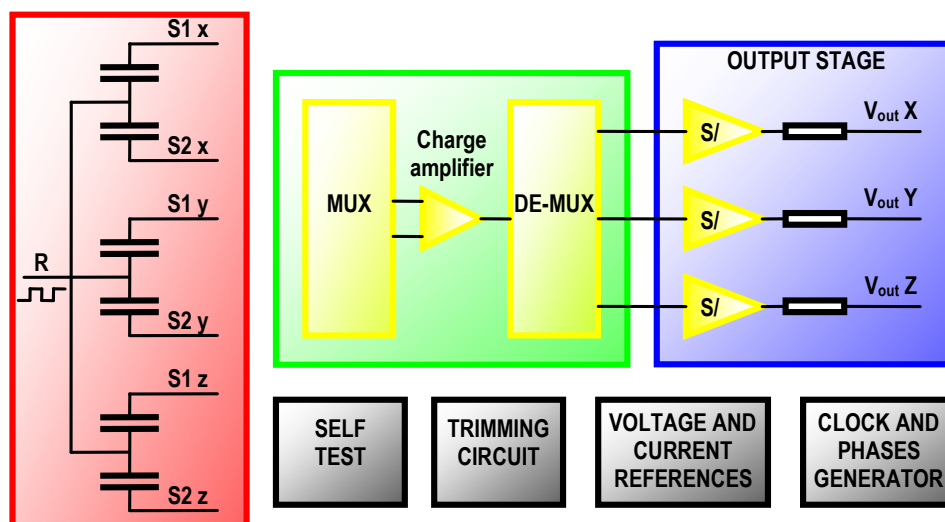 S1 x
S2 x
S1 y
R
S2 y
S1 z
S2 z
MUX
Charge
amplifier
DE-MUX
OUTPUT STAGE
S/
Vout X
S/
Vout Y
S/
Vout Z
SELF
TEST
TRIMMING
CIRCUIT
VOLTAGE AND
CURRENT
REFERENCES
CLOCK AND
PHASES
GENERATOR